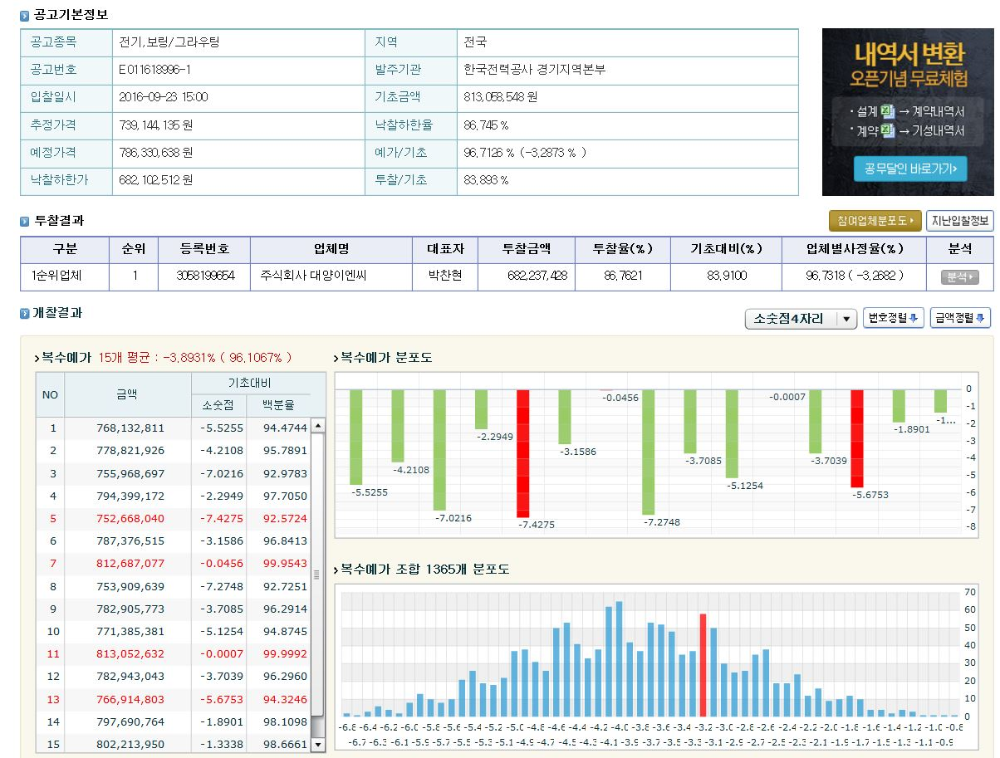 공고기본정보
공고종목 전기,보링/그라우팅 지역 전국
공고번호 E011618996-1 발주기관 한국전력공사 경기지역본부
입찰일시 2016-09-23 15:00 기초금액 813,058,548 원
추정가격 739,144,135 원 낙찰하한율 86,745 %
예정가격 786,330,638 원 예가/기초 96,7126 % (-3,2873 % )
낙찰하한가 682,102,512 원 투찰/기초 83,893 %
내역서 변환
오픈기념 무료체험
· 설계 → 계약내역서
· 계약 → 기성내역서
공무달인 바로가기›
투찰결과
참여업체분포도 지난입찰정보
구분 순위 등록번호 업체명 대표자 투찰금액 투찰율(%) 기초대비(%) 업체별사정율(%) 분석
1순위업체 1 3058199654 주식회사 대양이엔씨 박찬현 682,237,428 86,7621 83,9100 96,7318 ( -3,2682 ) 분석
개찰결과
소숫점4자리 번호정렬 금액정렬
복수예가 15개 평균 : -3,8931% ( 96,1067% )
NO 금액 기초대비
소숫점 백분율
1 768,132,811 -5.5255 94.4744
2 778,821,926 -4.2108 95.7891
3 755,968,697 -7.0216 92.9783
4 794,399,172 -2.2949 97.7050
5 752,668,040 -7.4275 92.5724
6 787,376,515 -3.1586 96.8413
7 812,687,077 -0.0456 99.9543
8 753,909,639 -7.2748 92.7251
9 782,905,773 -3.7085 96.2914
10 771,385,381 -5.1254 94.8745
11 813,052,632 -0.0007 99.9992
12 782,943,043 -3.7039 96.2960
13 766,914,803 -5.6753 94.3246
14 797,690,764 -1.8901 98.1098
15 802,213,950 -1.3338 98.6661
복수예가 분포도
-5.5255
-4.2108
-7.0216
-2.2949
-7.4275
-3.1586
-0.0456
-7.2748
-3.7085
-5.1254
-0.0007
-3.7039
-5.6753
-1.8901
-1...
0
-1
-2
-3
-4
-5
-6
-7
-8
복수예가 조합 1365개 분포도
70
60
50
40
30
20
10
0
-6.8 -6.4 -6.2 -6.0 -5.8 -5.6 -5.4 -5.2 -5.0 -4.8 -4.6 -4.4 -4.2 -4.0 -3.8 -3.6 -3.4 -3.2 -3.0 -2.8 -2.6 -2.4 -2.2 -2.0 -1.8 -1.6 -1.4 -1.2 -1.0 -0.8
-6.7 -6.3 -6.1 -5.9 -5.7 -5.5 -5.3 -5.1 -4.9 -4.7 -4.5 -4.3 -4.1 -3.9 -3.7 -3.5 -3.3 -3.1 -2.9 -2.7 -2.5 -2.3 -2.1 -1.9 -1.7 -1.5 -1.3 -1.1 -0.9